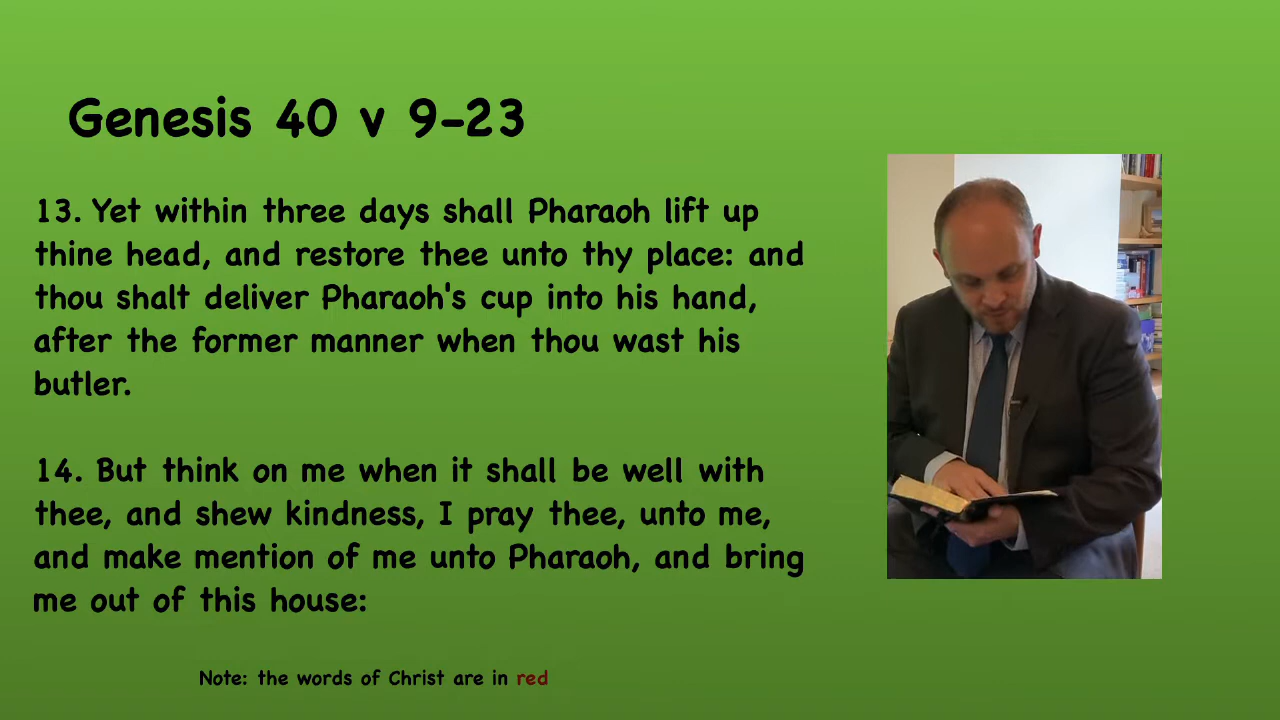 Genesis 40 v 9-23
13. Yet within three days shall Pharaoh lift up
thine head, and restore thee unto thy place: and
thou shalt deliver Pharaoh's cup into his hand,
after the former manner when thou wast his
butler.
14. But think on me when it shall be well with
thee, and shew kindness, I pray thee, unto me,
and make mention of me unto Pharaoh, and bring
me out of this house:
Note: the words of Christ are in red